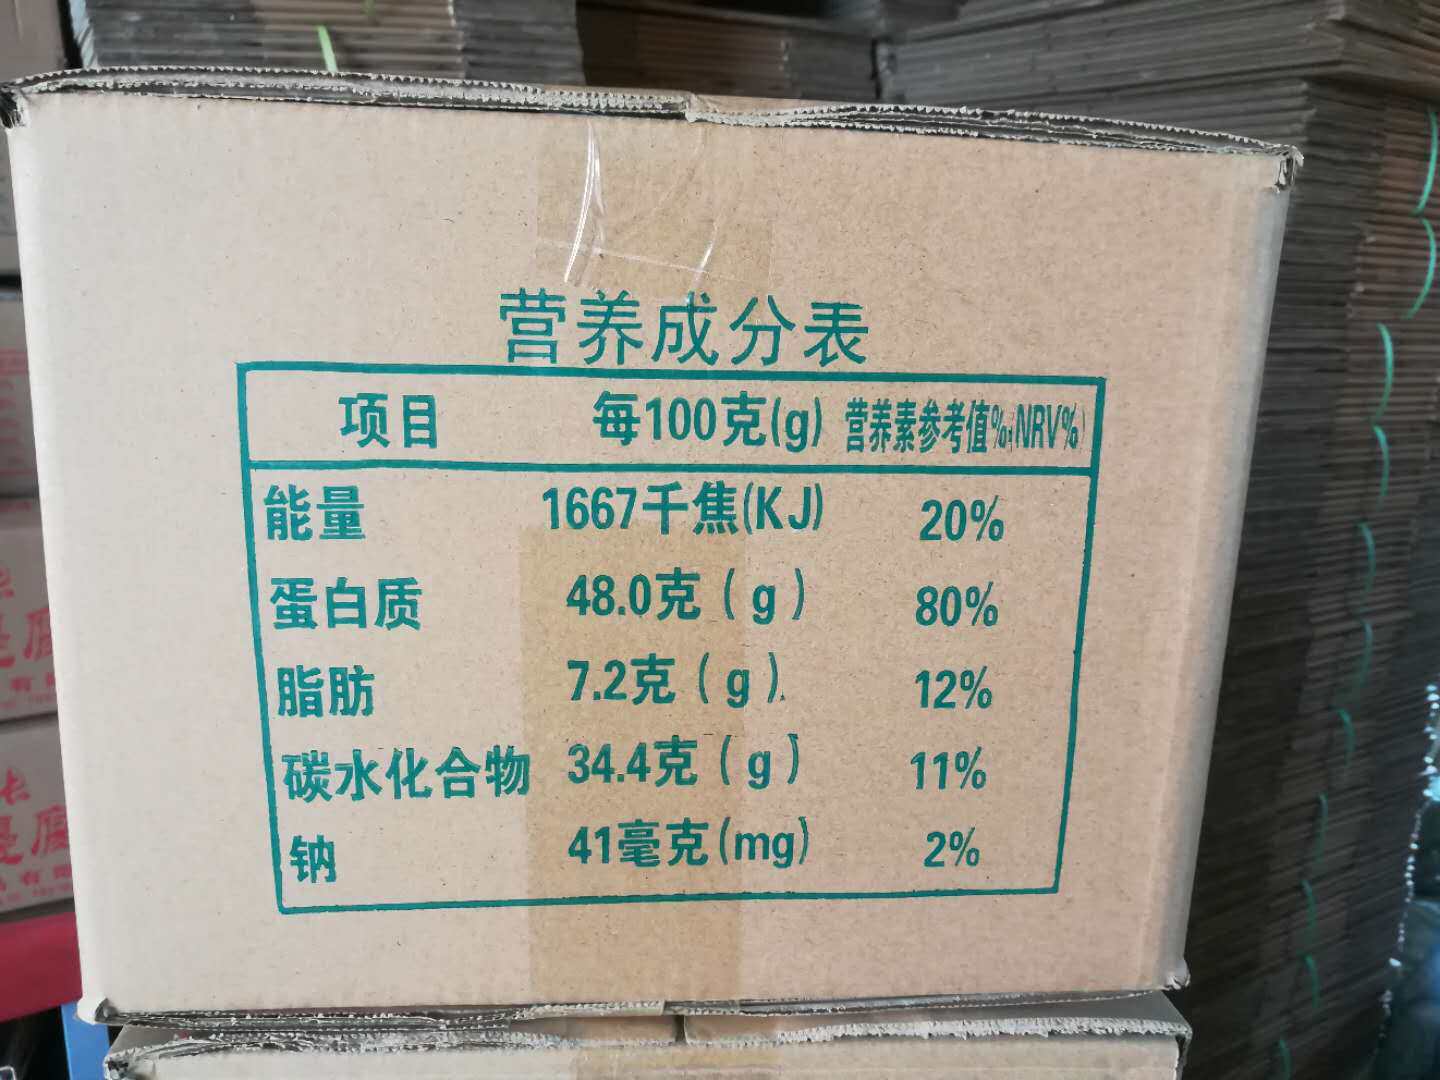 营养成分表
项目 每100克(g) 营养素参考值%(NRV%)
能量 1667千焦(KJ) 20%
蛋白质 48.0克(g) 80%
脂肪 7.2克(g) 12%
碳水化合物 34.4克(g) 11%
钠 41毫克(mg) 2%